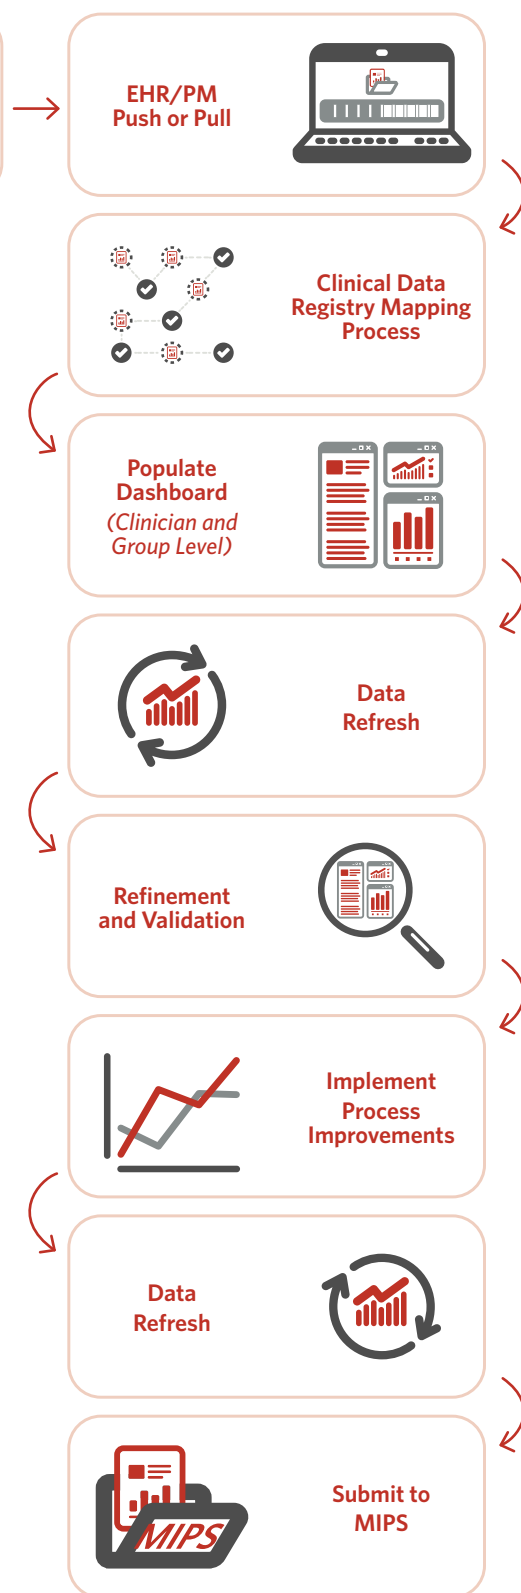 EHR/PM
Push or Pull
Clinical Data
Registry Mapping
Process
Populate
Dashboard
(Clinician and
Group Level)
Data
Refresh
Refinement
and Validation
Implement
Process
Improvements
Data
Refresh
MIPS
Submit to
MIPS